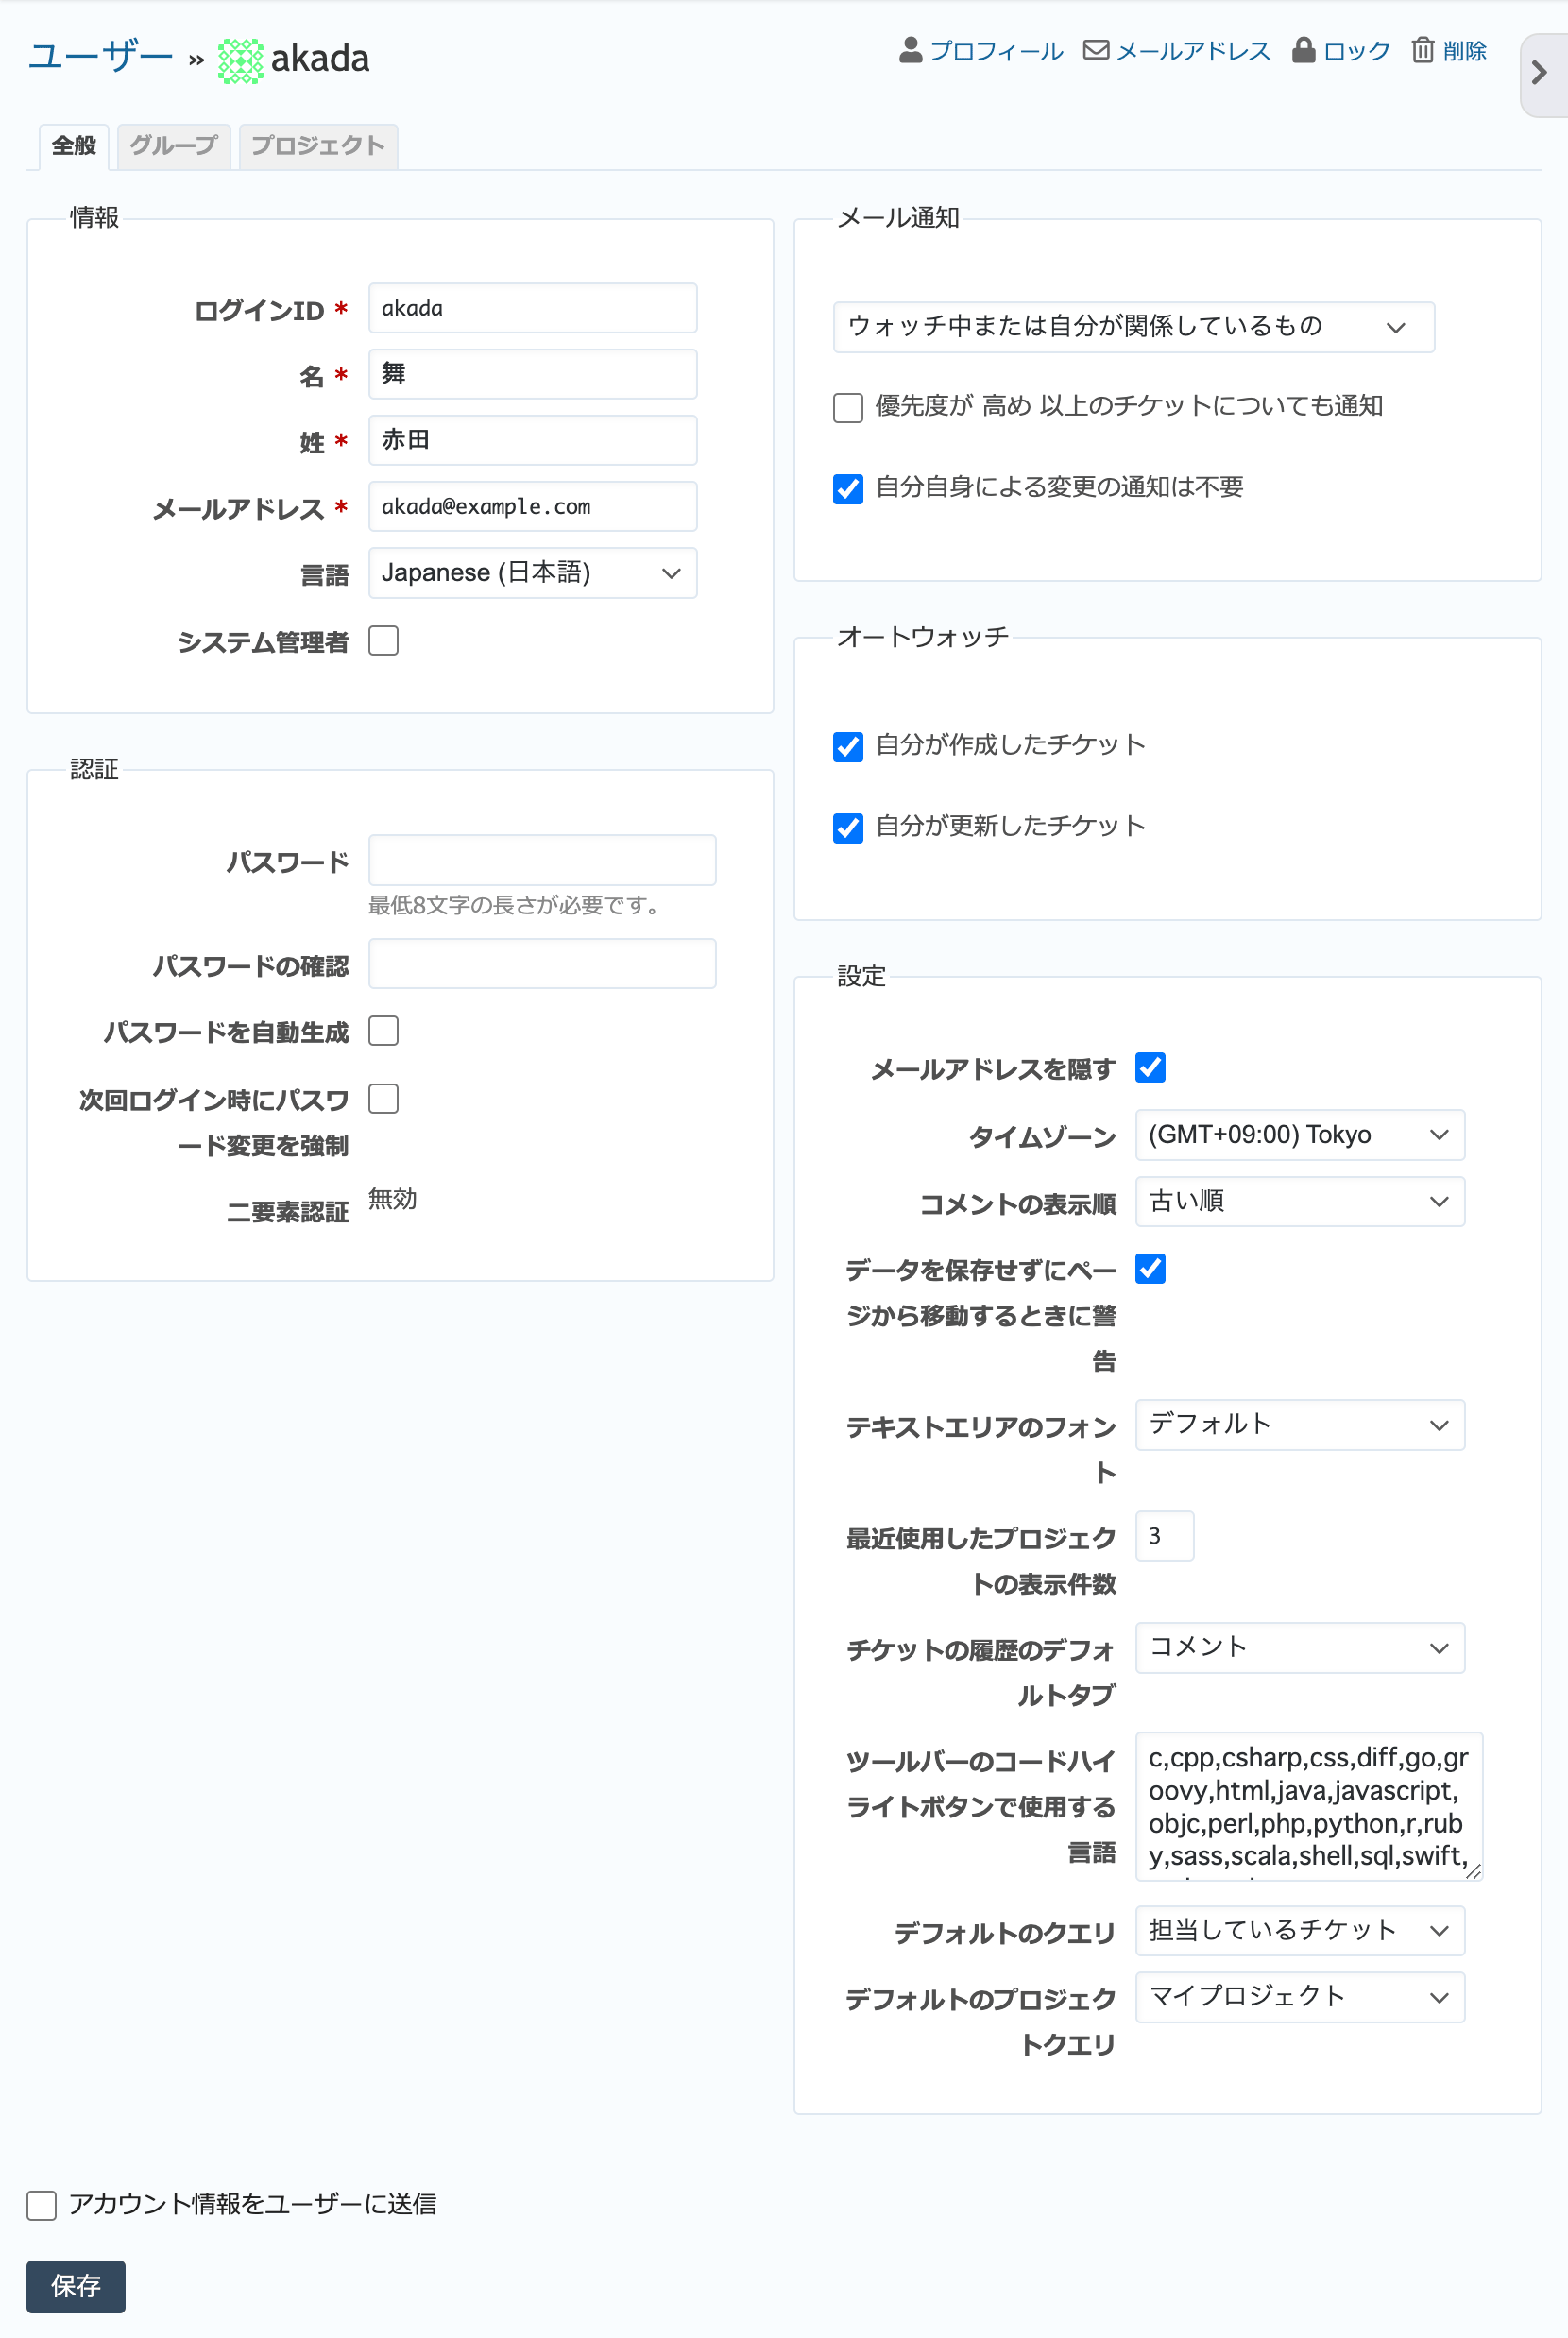 ユーザー » akada
プロフィール メールアドレス ロック 削除
全般 グループ プロジェクト
情報
ログインID * akada
名 * 舞
姓 * 赤田
メールアドレス * akada@example.com
言語 Japanese (日本語)
システム管理者
認証
パスワード
最低8文字の長さが必要です。
パスワードの確認
パスワードを自動生成
次回ログイン時にパスワ
ード変更を強制
二要素認証 無効
メール通知
ウォッチ中または自分が関係しているもの
優先度が 高め 以上のチケットについても通知
自分自身による変更の通知は不要
オートウォッチ
自分が作成したチケット
自分が更新したチケット
設定
メールアドレスを隠す
タイムゾーン (GMT+09:00) Tokyo
コメントの表示順 古い順
データを保存せずにペー
ジから移動するときに警
告
テキストエリアのフォン
ト
デフォルト
最近使用したプロジェク
トの表示件数
3
チケットの履歴のデフォ
ルトタブ
コメント
ツールバーのコードハイ
ライトボタンで使用する
言語
c,cpp,csharp,css,diff,go,gr
oovy,html,java,javascript,
objc,perl,php,python,r,rub
y,sass,scala,shell,sql,swift,
デフォルトのクエリ 担当しているチケット
デフォルトのプロジェク
トクエリ
マイプロジェクト
アカウント情報をユーザーに送信
保存